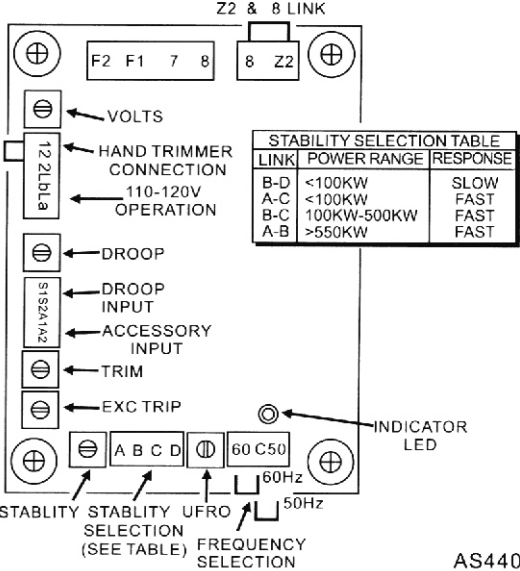 Z2 & 8 LINK
F2 F1 7 8
8 Z2
VOLTS
1 2 2LbLa
HAND TRIMMER
CONNECTION
110-120V
OPERATION
STABILITY SELECTION TABLE
LINK POWER RANGE RESPONSE
B-D <100KW SLOW
A-C <100KW FAST
B-C 100KW-500KW FAST
A-B >550KW FAST
DROOP
S1S2A1A2
DROOP
INPUT
ACCESSORY
INPUT
TRIM
EXC TRIP
INDICATOR
LED
A B C D
60 C50
60Hz
50Hz
STABLITY
STABLITY
SELECTION
(SEE TABLE)
UFRO
FREQUENCY
SELECTION
AS440